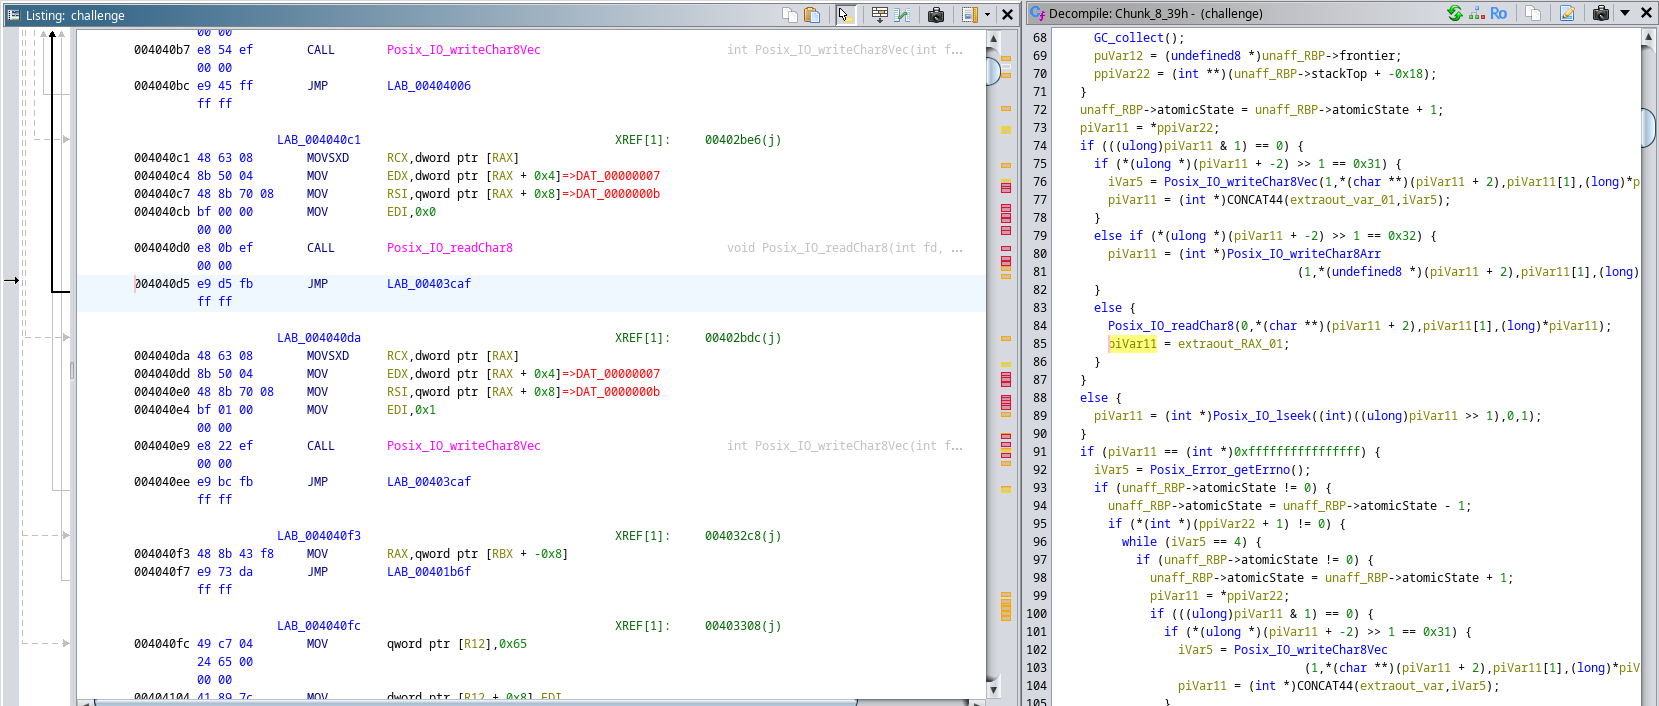 Listing: challenge
00 00
004040b7 e8 54 ef CALL Posix_IO_writeChar8Vec int Posix_IO_writeChar8Vec(int f...
00 00
004040bc e9 45 ff JMP LAB_00404006
ff ff
LAB_004040c1 XREF[1]: 00402be6(j)
004040c1 48 63 08 MOVSXD RCX,dword ptr [RAX]
004040c4 8b 50 04 MOV EDX,dword ptr [RAX + 0x4]=>DAT_00000007
004040c7 48 8b 70 08 MOV RSI,qword ptr [RAX + 0x8]=>DAT_0000000b
004040cb bf 00 00 MOV EDI,0x0
00 00
004040d0 e8 0b ef CALL Posix_IO_readChar8 void Posix_IO_readChar8(int fd, ...
00 00
004040d5 e9 d5 fb JMP LAB_00403caf
ff ff
LAB_004040da XREF[1]: 00402bdc(j)
004040da 48 63 08 MOVSXD RCX,dword ptr [RAX]
004040dd 8b 50 04 MOV EDX,dword ptr [RAX + 0x4]=>DAT_00000007
004040e0 48 8b 70 08 MOV RSI,qword ptr [RAX + 0x8]=>DAT_0000000b
004040e4 bf 01 00 MOV EDI,0x1
00 00
004040e9 e8 22 ef CALL Posix_IO_writeChar8Vec int Posix_IO_writeChar8Vec(int f...
00 00
004040ee e9 bc fb JMP LAB_00403caf
ff ff
LAB_004040f3 XREF[1]: 004032c8(j)
004040f3 48 8b 43 f8 MOV RAX,qword ptr [RBX + -0x8]
004040f7 e9 73 da JMP LAB_00401b6f
ff ff
LAB_004040fc XREF[1]: 00403308(j)
004040fc 49 c7 04 MOV qword ptr [R12],0x65
24 65 00
00 00
00404104 41 89 7c MOV dword ptr [R12 + 0x8],EDI
Decompile: Chunk_8_39h - (challenge)
Ro
68 GC_collect();
69 puVar12 = (undefined8 *)unaff_RBP->frontier;
70 ppiVar22 = (int **)(unaff_RBP->stackTop + -0x18);
71 }
72 unaff_RBP->atomicState = unaff_RBP->atomicState + 1;
73 piVar11 = *ppiVar22;
74 if (((ulong)piVar11 & 1) == 0) {
75 if (*(ulong *)(piVar11 + -2) >> 1 == 0x31) {
76 iVar5 = Posix_IO_writeChar8Vec(1,*(char **)(piVar11 + 2),piVar11[1],(long)*p
77 piVar11 = (int *)CONCAT44(extraout_var_01,iVar5);
78 }
79 else if (*(ulong *)(piVar11 + -2) >> 1 == 0x32) {
80 piVar11 = (int *)Posix_IO_writeChar8Arr
81 (1,*(undefined8 *)(piVar11 + 2),piVar11[1],(long)
82 }
83 else {
84 Posix_IO_readChar8(0,*(char **)(piVar11 + 2),piVar11[1],(long)*piVar11);
85 piVar11 = extraout_RAX_01;
86 }
87 }
88 else {
89 piVar11 = (int *)Posix_IO_lseek((int)((ulong)piVar11 >> 1),0,1);
90 }
91 if (piVar11 == (int *)0xffffffffffffffff) {
92 iVar5 = Posix_Error_getErrno();
93 if (unaff_RBP->atomicState != 0) {
94 unaff_RBP->atomicState = unaff_RBP->atomicState - 1;
95 if (*(int *)(ppiVar22 + 1) != 0) {
96 while (iVar5 == 4) {
97 if (unaff_RBP->atomicState != 0) {
98 unaff_RBP->atomicState = unaff_RBP->atomicState + 1;
99 piVar11 = *ppiVar22;
100 if (((ulong)piVar11 & 1) == 0) {
101 if (*(ulong *)(piVar11 + -2) >> 1 == 0x31) {
102 iVar5 = Posix_IO_writeChar8Vec
103 (1,*(char **)(piVar11 + 2),piVar11[1],(long)*piV
104 piVar11 = (int *)CONCAT44(extraout_var,iVar5);
105 }